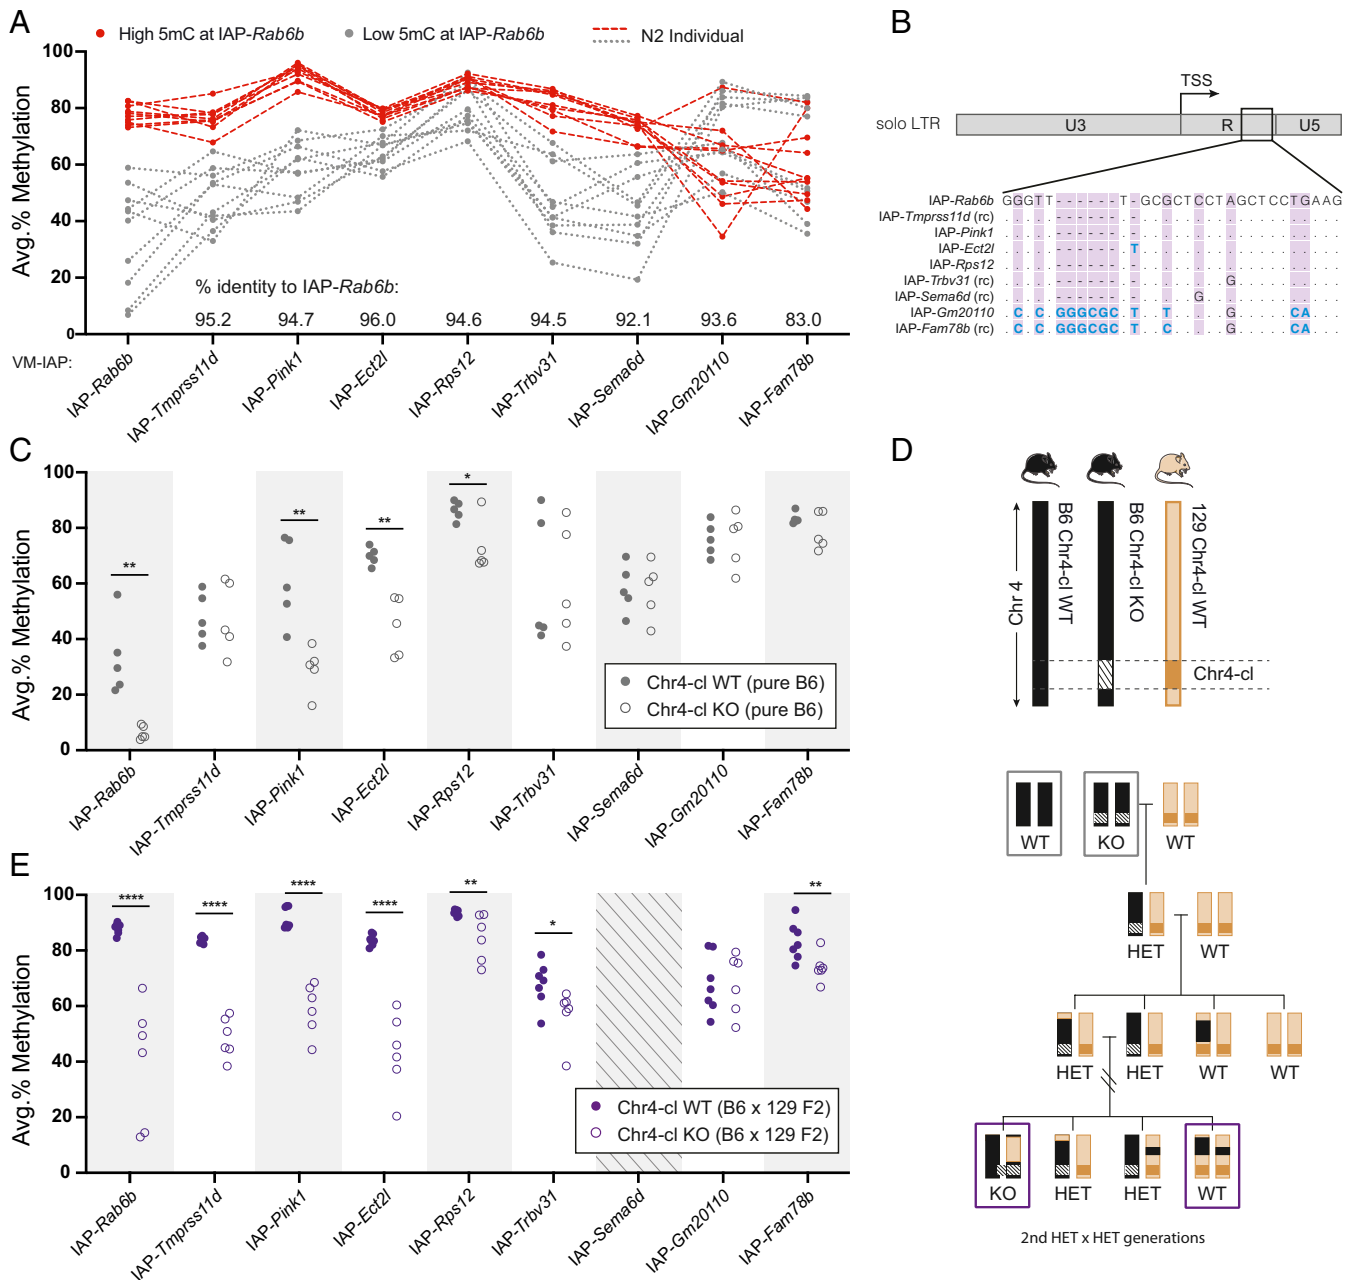 A
High 5mC at IAP-Rab6b
Low 5mC at IAP-Rab6b
N2 Individual
Avg.% Methylation
100
80
60
40
20
0
% identity to IAP-Rab6b:
95.2 94.7 96.0 94.6 94.5 92.1 93.6 83.0
VM-IAP:
IAP-Rab6b
IAP-Tmprss11d
IAP-Pink1
IAP-Ect2l
IAP-Rps12
IAP-Trbv31
IAP-Sema6d
IAP-Gm20110
IAP-Fam78b
B
TSS
solo LTR
U3 R U5
IAP-Rab6b GGGTT------T-GCGCTCCTAGCTCCTGAAG
IAP-Tmprss11d (rc) .....------.-...................
IAP-Pink1 .....------.-...................
IAP-Ect2l .....------.T...................
IAP-Rps12 .....------.-...................
IAP-Trbv31 (rc) .....------.-........G..........
IAP-Sema6d (rc) .....------.-.....G.............
IAP-Gm20110 .C.C.GGGCGC.T..T.....G.....CA...
IAP-Fam78b (rc) .C.C.GGGCGC.T..C.....G.....CA...
C
Avg.% Methylation
100
80
60
40
20
0
** ** ** *
Chr4-cl WT (pure B6)
Chr4-cl KO (pure B6)
IAP-Rab6b
IAP-Tmprss11d
IAP-Pink1
IAP-Ect2l
IAP-Rps12
IAP-Trbv31
IAP-Sema6d
IAP-Gm20110
IAP-Fam78b
D
Chr 4
B6 Chr4-cl WT
B6 Chr4-cl KO
129 Chr4-cl WT
Chr4-cl
WT KO WT
HET WT
HET HET WT WT
KO HET HET WT
2nd HET x HET generations
E
Avg.% Methylation
100
80
60
40
20
0
**** **** **** **** ** * **
Chr4-cl WT (B6 x 129 F2)
Chr4-cl KO (B6 x 129 F2)
IAP-Rab6b
IAP-Tmprss11d
IAP-Pink1
IAP-Ect2l
IAP-Rps12
IAP-Trbv31
IAP-Sema6d
IAP-Gm20110
IAP-Fam78b